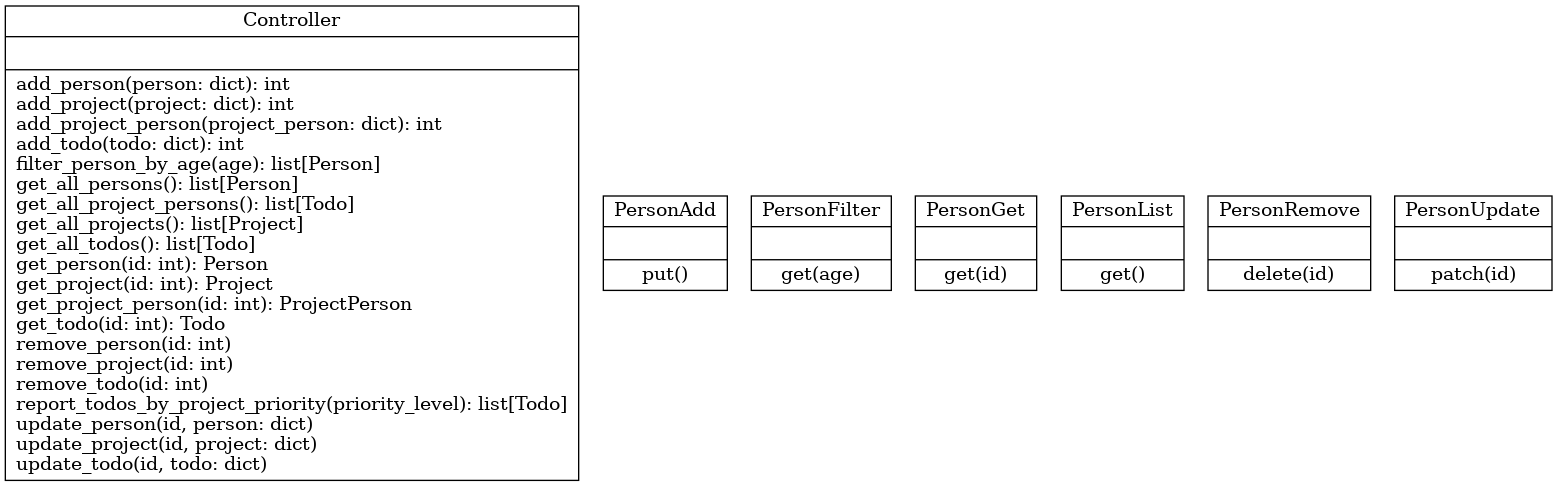 Controller
add_person(person: dict): int
add_project(project: dict): int
add_project_person(project_person: dict): int
add_todo(todo: dict): int
filter_person_by_age(age): list[Person]
get_all_persons(): list[Person]
get_all_project_persons(): list[Todo]
get_all_projects(): list[Project]
get_all_todos(): list[Todo]
get_person(id: int): Person
get_project(id: int): Project
get_project_person(id: int): ProjectPerson
get_todo(id: int): Todo
remove_person(id: int)
remove_project(id: int)
remove_todo(id: int)
report_todos_by_project_priority(priority_level): list[Todo]
update_person(id, person: dict)
update_project(id, project: dict)
update_todo(id, todo: dict)
PersonAdd
put()
PersonFilter
get(age)
PersonGet
get(id)
PersonList
get()
PersonRemove
delete(id)
PersonUpdate
patch(id)